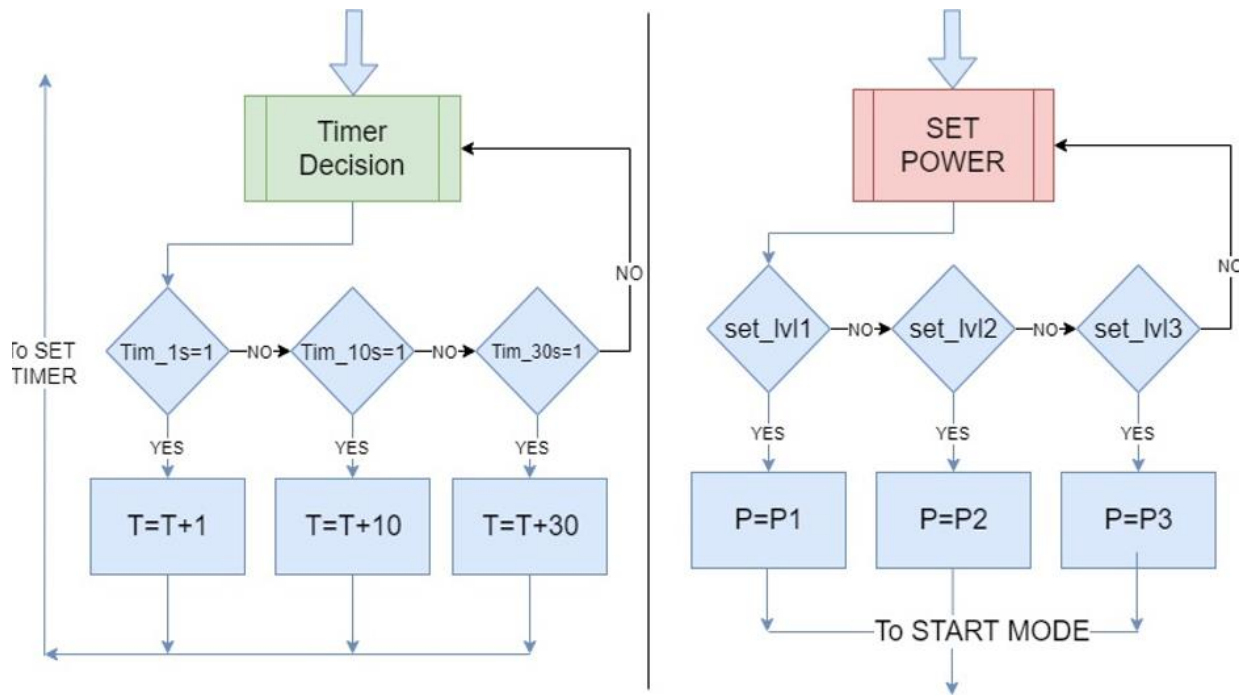 Timer
Decision
NO
Tim_1s=1
NO
Tim_10s=1
NO
Tim_30s=1
To SET
TIMER
YES
YES
YES
T=T+1
T=T+10
T=T+30
SET
POWER
NO
set_lvl1
NO
set_lvl2
NO
set_lvl3
YES
YES
YES
P=P1
P=P2
P=P3
To START MODE